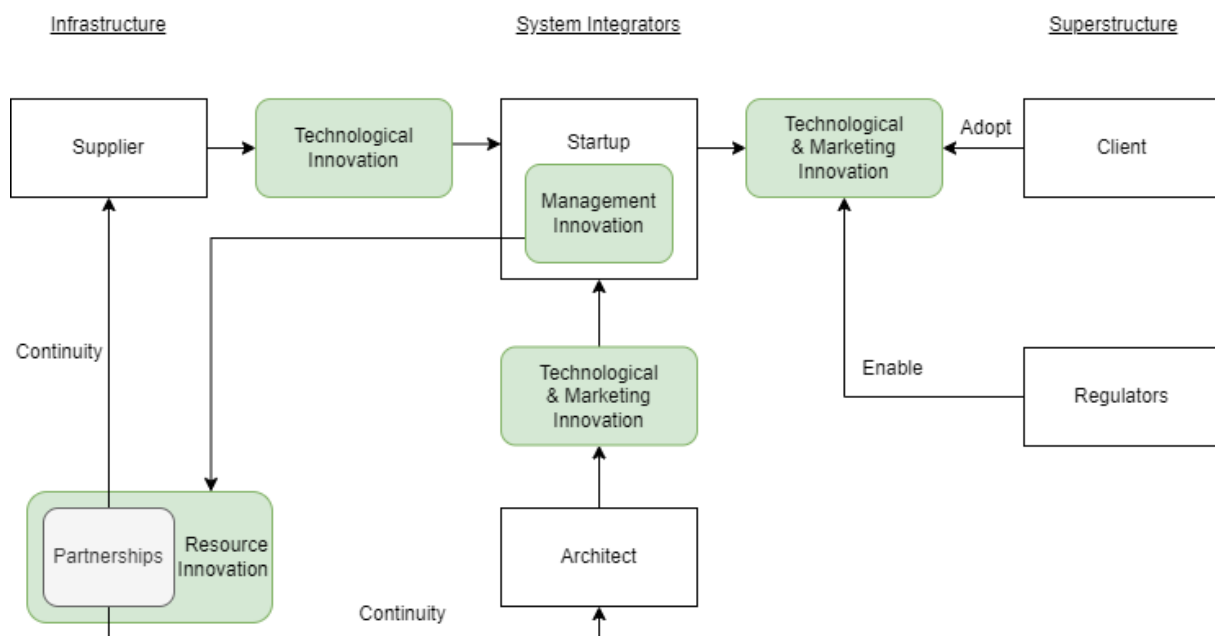 Infrastructure
System Integrators
Superstructure
Supplier
Technological
Innovation
Startup
Management
Innovation
Technological
& Marketing
Innovation
Adopt
Client
Continuity
Technological
& Marketing
Innovation
Enable
Regulators
Partnerships
Resource
Innovation
Architect
Continuity